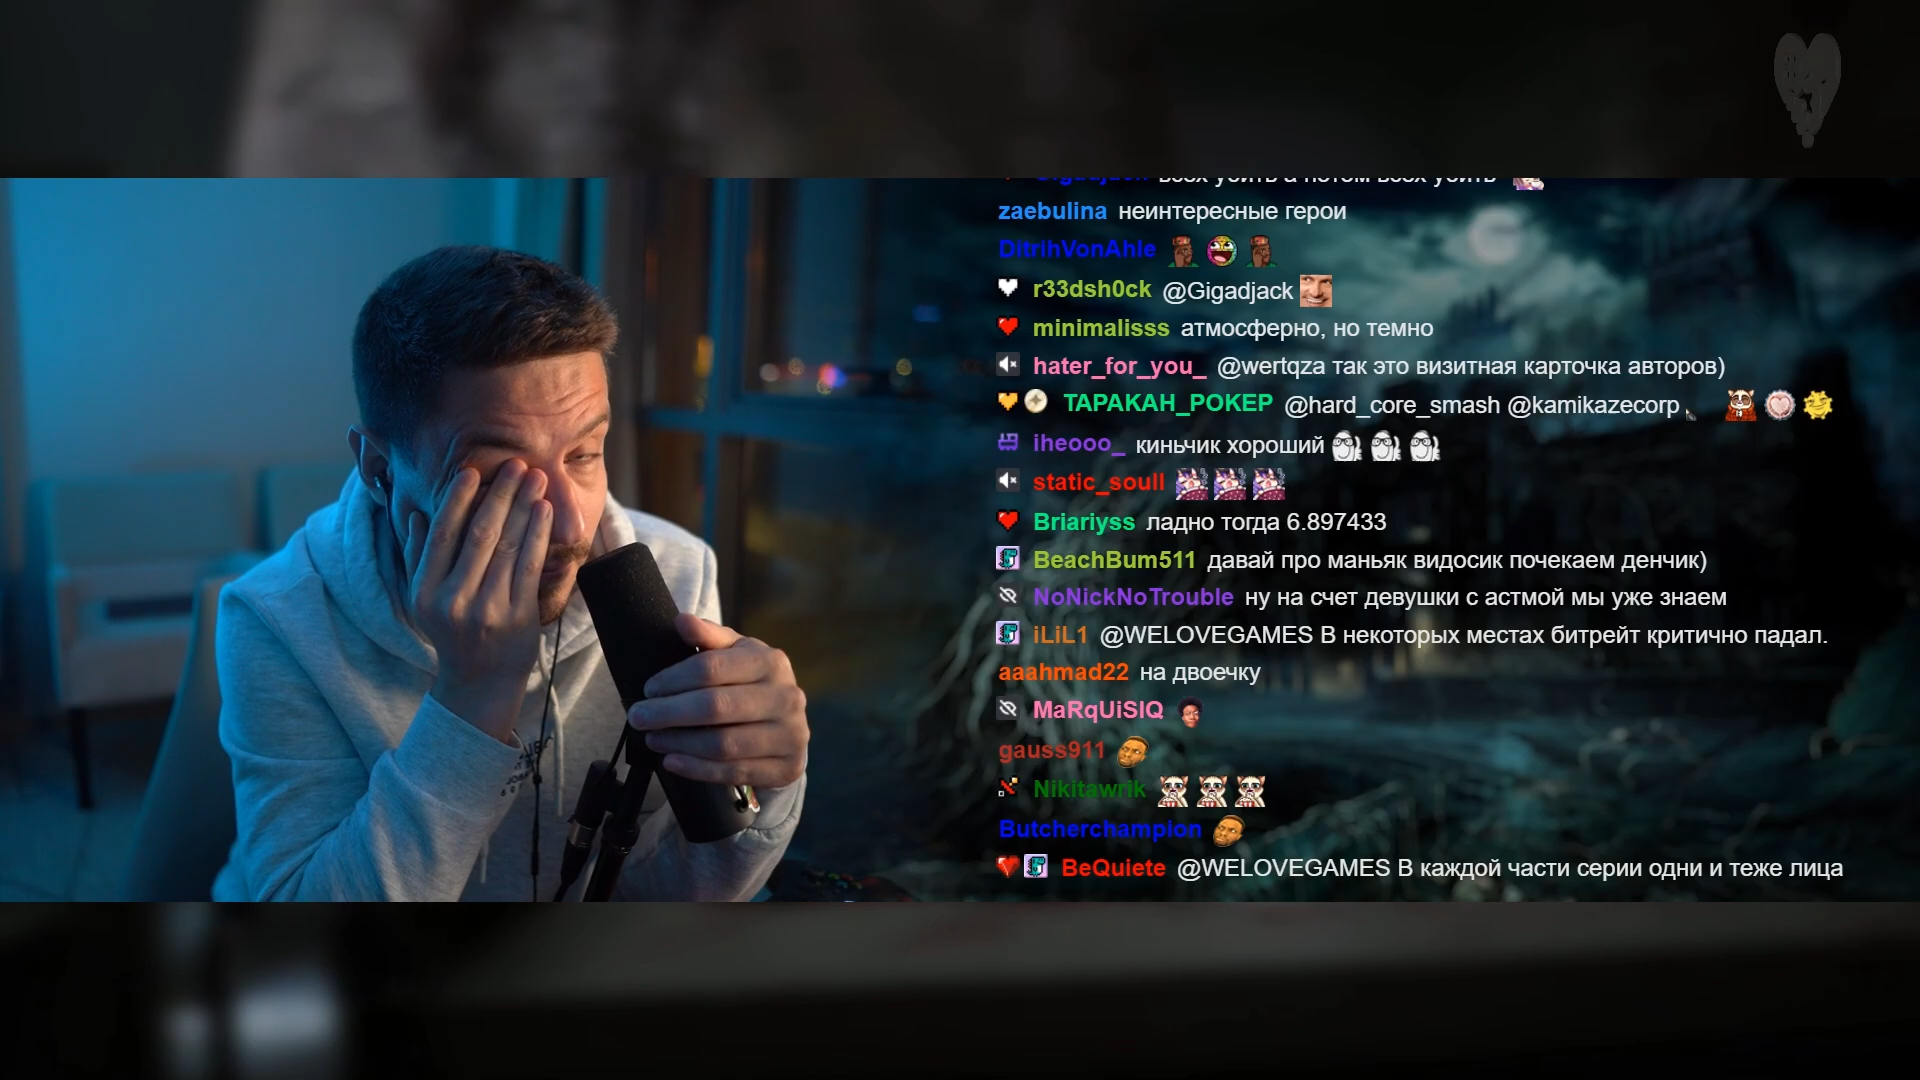 zaebulina неинтересные герои
DitrihVonAhle
r33dsh0ck @Gigadjack
minimalisss атмосферно, но темно
hater_for_you_ @wertqza так это визитная карточка авторов)
TAPAKAH_POKEP @hard_core_smash @kamikazecorp
iheooo_ киньчик хороший
static_soull
Briariyss ладно тогда 6.897433
BeachBum511 давай про маньяк видосик почекаем денчик)
NoNickNoTrouble ну на счет девушки с астмой мы уже знаем
iLiL1 @WELOVEGAMES В некоторых местах битрейт критично падал.
aaahmad22 на двоечку
MaRqUiSIQ
gauss911
Nikitawrik
Butcherchampion
BeQuiete @WELOVEGAMES В каждой части серии одни и теже лица